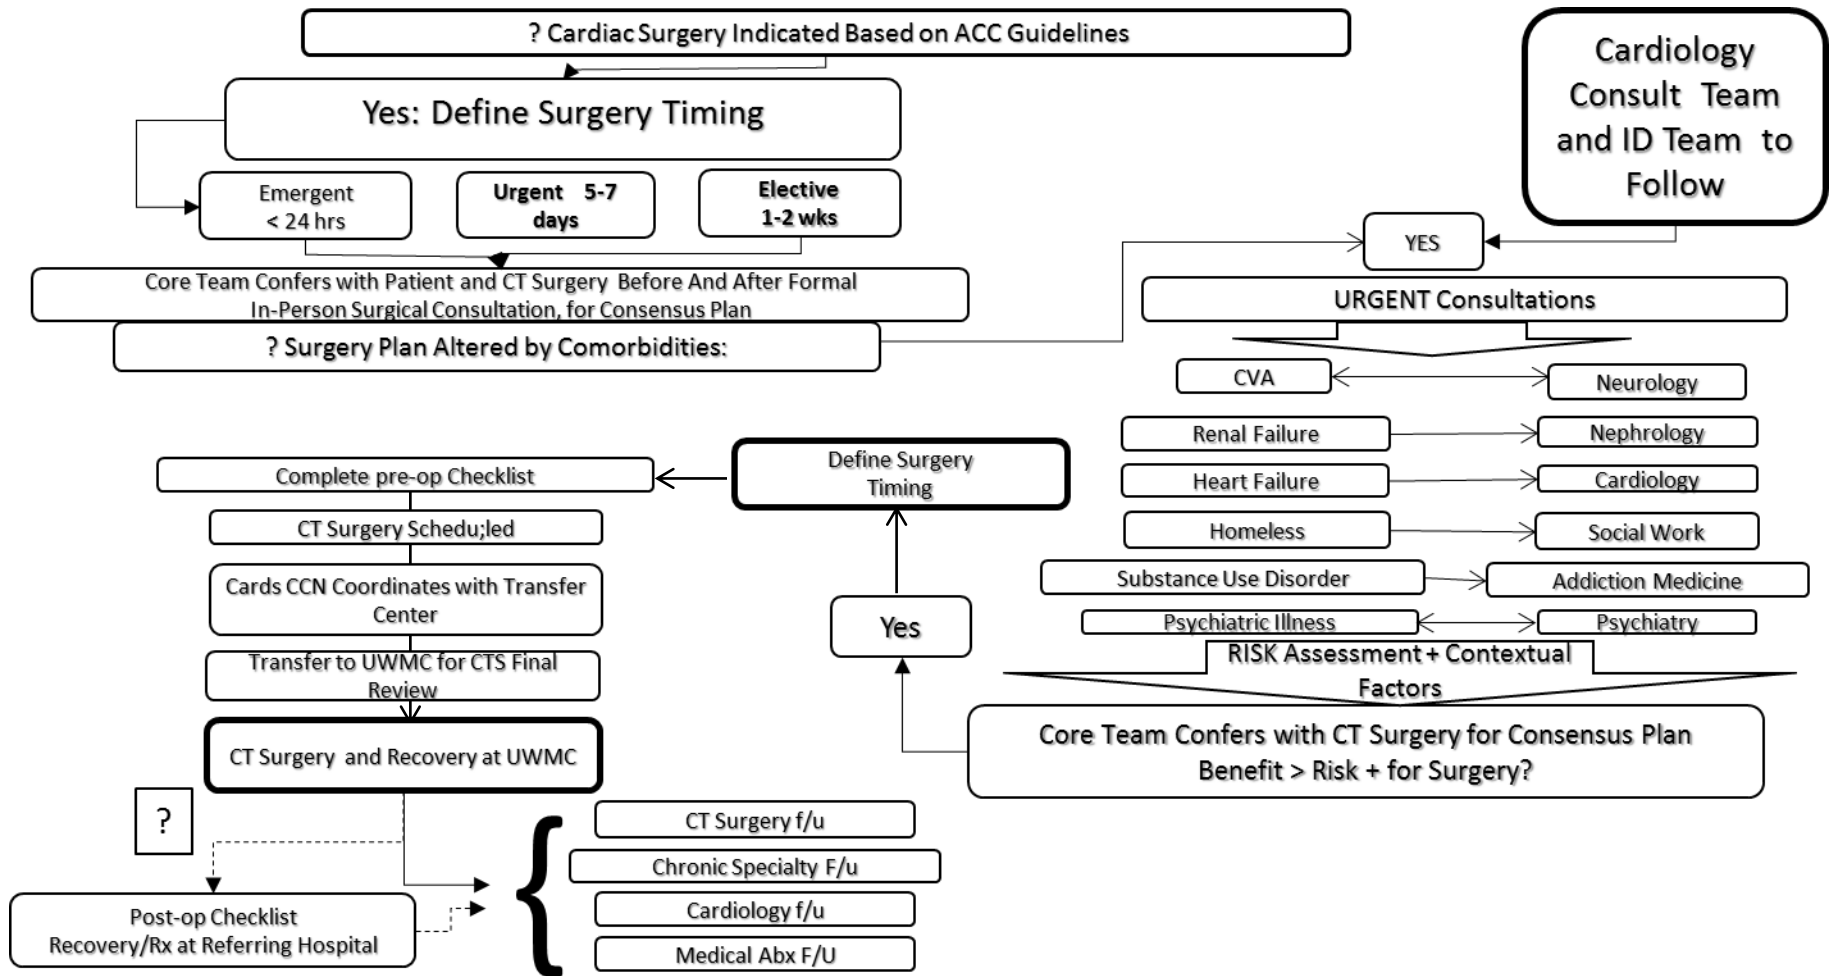 ? Cardiac Surgery Indicated Based on ACC Guidelines
Cardiology
Consult Team
and ID Team to
Follow
Yes: Define Surgery Timing
Emergent
< 24 hrs
Urgent 5-7
days
Elective
1-2 wks
Core Team Confers with Patient and CT Surgery Before And After Formal
In-Person Surgical Consultation, for Consensus Plan
? Surgery Plan Altered by Comorbidities:
YES
URGENT Consultations
CVA
Neurology
Renal Failure
Nephrology
Heart Failure
Cardiology
Homeless
Social Work
Substance Use Disorder
Addiction Medicine
Psychiatric Illness
Psychiatry
RISK Assessment + Contextual
Factors
Core Team Confers with CT Surgery for Consensus Plan
Benefit > Risk + for Surgery?
Yes
Define Surgery
Timing
Complete pre-op Checklist
CT Surgery Schedu;led
Cards CCN Coordinates with Transfer
Center
Transfer to UWMC for CTS Final
Review
CT Surgery and Recovery at UWMC
?
Post-op Checklist
Recovery/Rx at Referring Hospital
{
CT Surgery f/u
Chronic Specialty F/u
Cardiology f/u
Medical Abx F/U